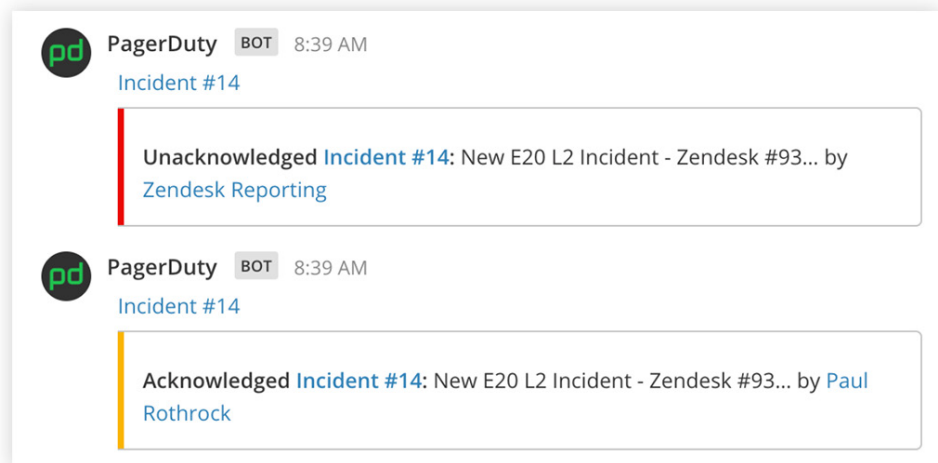 pd PagerDuty BOT 8:39 AM
Incident #14
Unacknowledged Incident #14: New E20 L2 Incident - Zendesk #93... by
Zendesk Reporting
pd PagerDuty BOT 8:39 AM
Incident #14
Acknowledged Incident #14: New E20 L2 Incident - Zendesk #93... by Paul
Rothrock